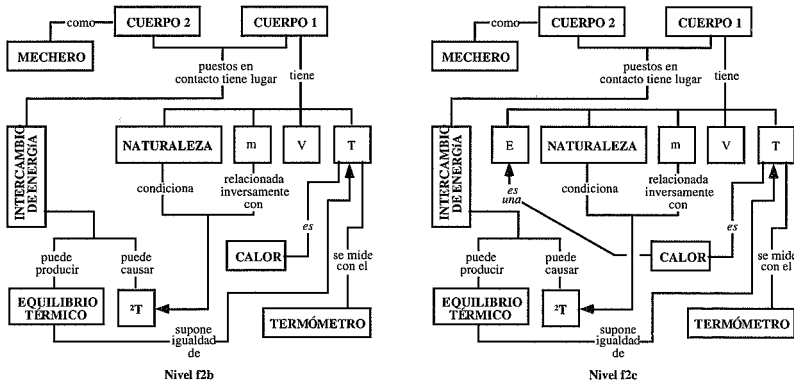 como
CUERPO 2
CUERPO 1
MECHERO
puestos en
contacto tiene lugar
tiene
INTERCAMBIO
DE ENERGÍA
NATURALEZA
m
V
T
condiciona
relacionada
inversamente
con
es
puede
producir
puede
causar
CALOR
se mide
con el
EQUILIBRIO
TÉRMICO
²T
TERMÓMETRO
supone
igualdad
de
Nivel f2b
como
CUERPO 2
CUERPO 1
MECHERO
puestos en
contacto tiene lugar
tiene
INTERCAMBIO
DE ENERGÍA
E
NATURALEZA
m
V
T
es
una
condiciona
relacionada
inversamente
con
es
puede
producir
puede
causar
CALOR
se mide
con el
EQUILIBRIO
TÉRMICO
²T
TERMÓMETRO
supone
igualdad
de
Nivel f2c